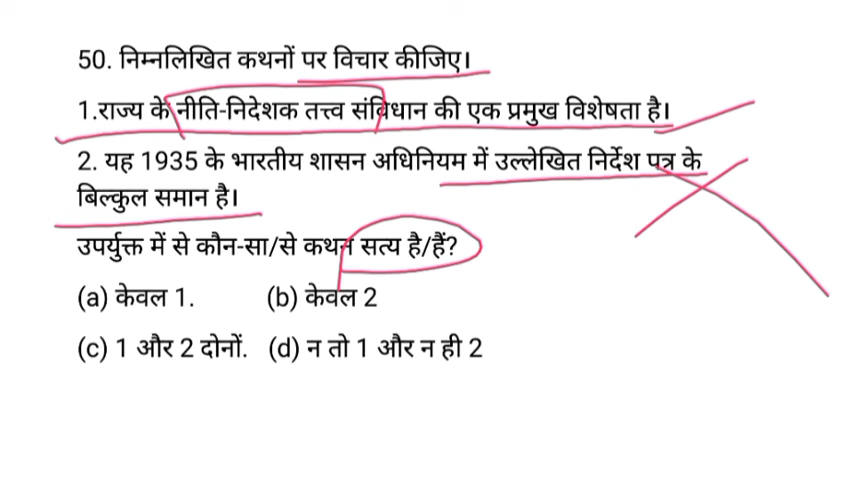 50. निम्नलिखित कथनों पर विचार कीजिए।
1.राज्य के नीति-निदेशक तत्त्व संविधान की एक प्रमुख विशेषता है।
2. यह 1935 के भारतीय शासन अधिनियम में उल्लेखित निर्देश पत्र के
बिल्कुल समान है।
उपर्युक्त में से कौन-सा/से कथन सत्य है/हैं?
(a) केवल 1. (b) केवल 2
(c) 1 और 2 दोनों. (d) न तो 1 और न ही 2